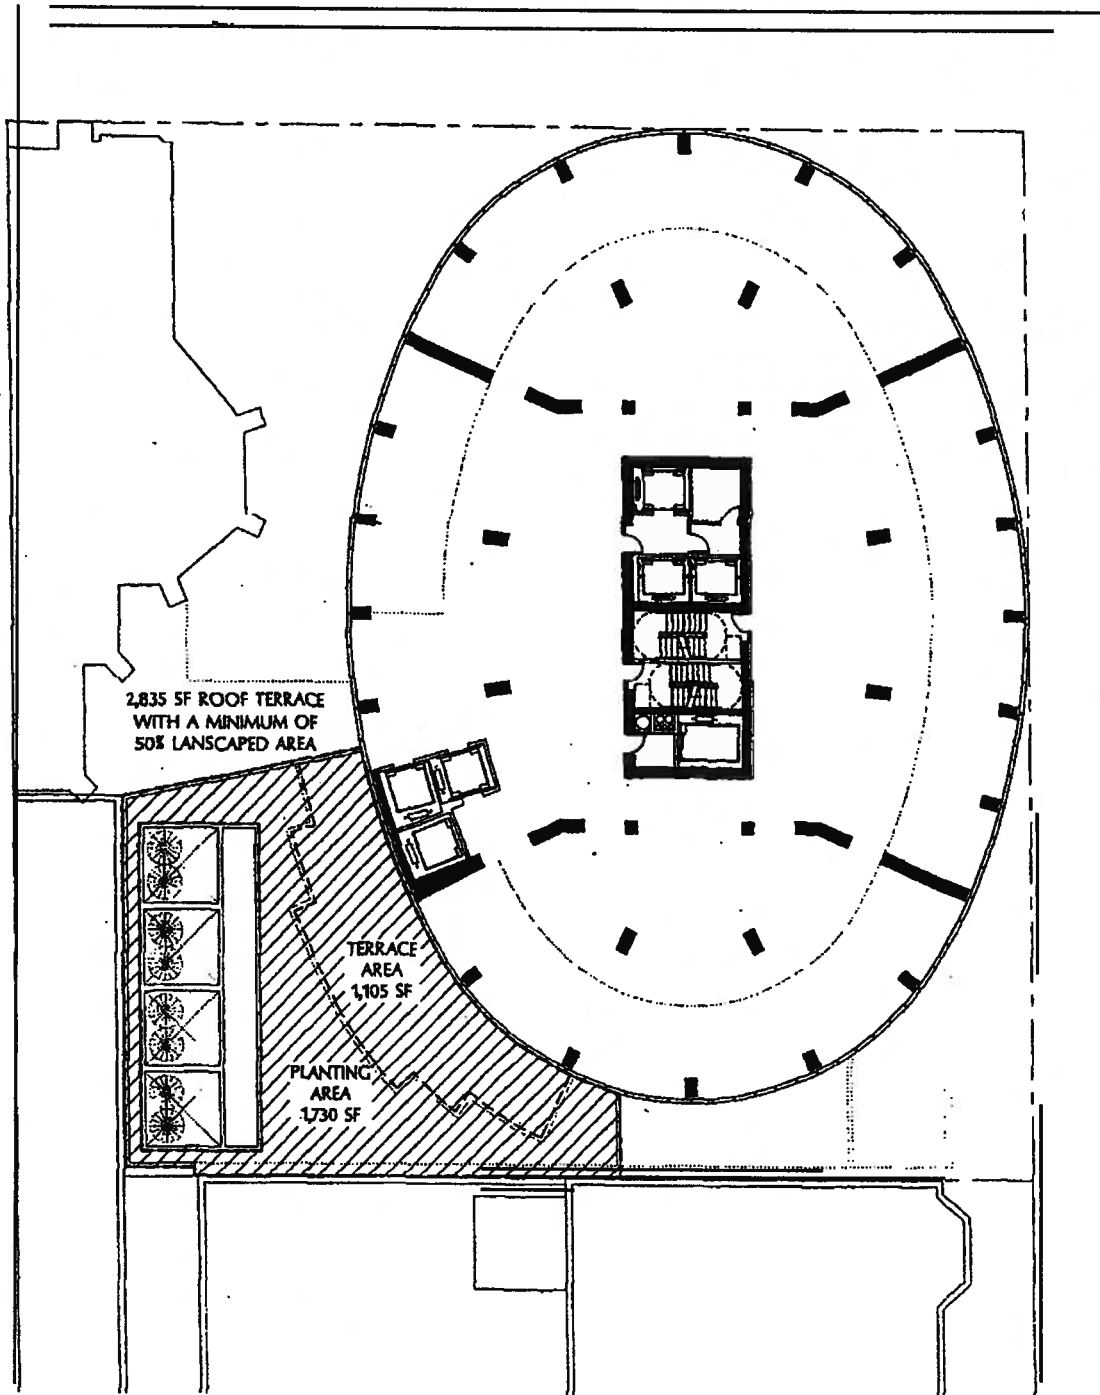 2,835 SF ROOF TERRACE
WITH A MINIMUM OF
50% LANSCAPED AREA
TERRACE
AREA
1,105 SF
PLANTING
AREA
1,730 SF